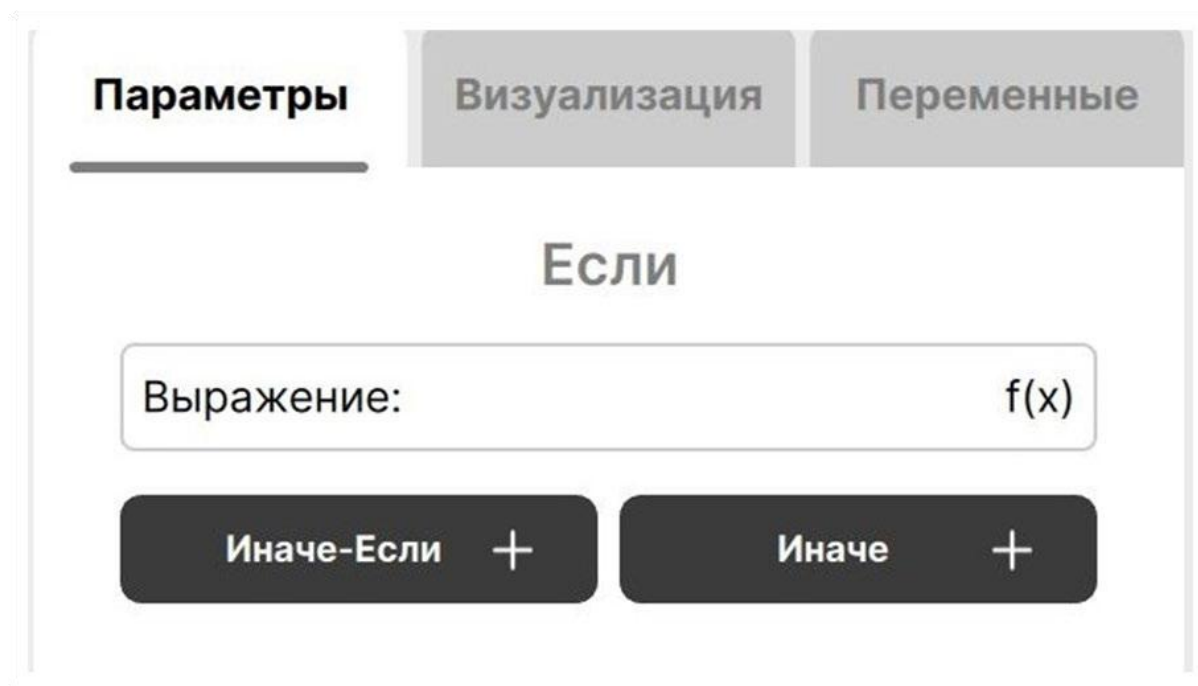 Параметры Визуализация Переменные
Если
Выражение: f(x)
Иначе-Если + Иначе +